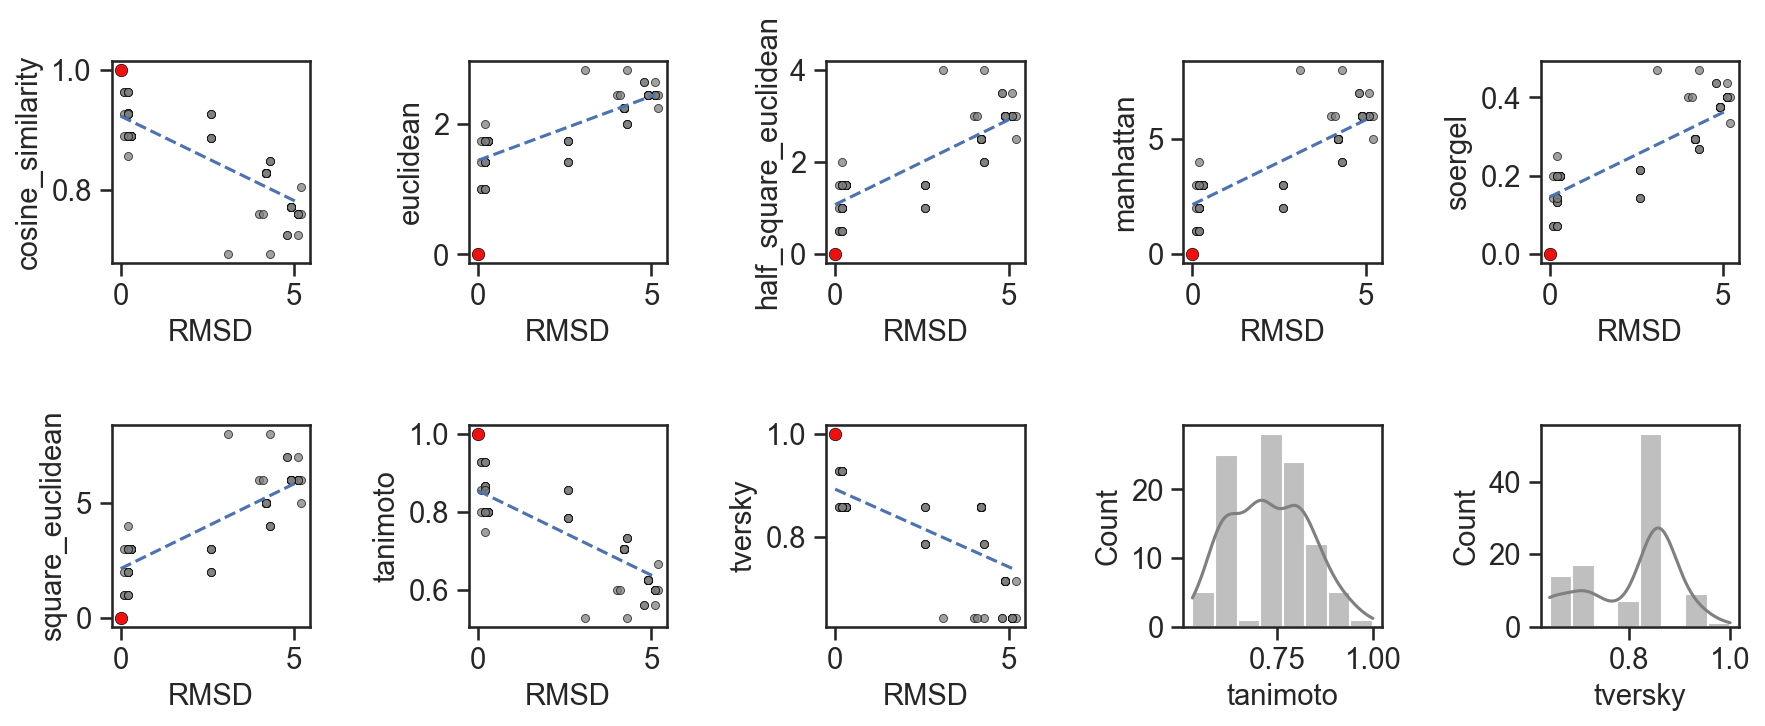 cosine_similarity
1.0
0.8
0
5
RMSD
euclidean
2
0
0
5
RMSD
half_square_euclidean
4
2
0
0
5
RMSD
manhattan
5
0
0
5
RMSD
soergel
0.4
0.2
0.0
0
5
RMSD
square_euclidean
5
0
0
5
RMSD
tanimoto
1.0
0.8
0.6
0
5
RMSD
tversky
1.0
0.8
0
5
RMSD
Count
20
10
0
0.75
1.00
tanimoto
Count
40
20
0
0.8
1.0
tversky